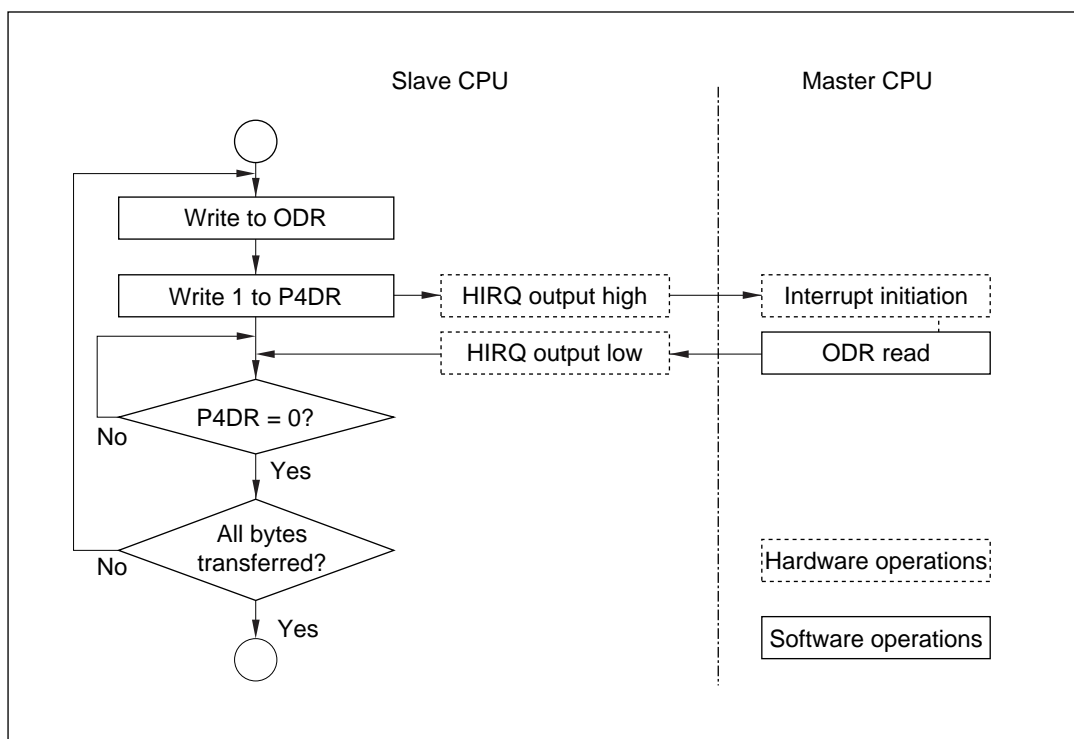 Slave CPU
Master CPU
Write to ODR
Write 1 to P4DR
HIRQ output high
Interrupt initiation
HIRQ output low
ODR read
P4DR = 0?
No
Yes
All bytes
transferred?
No
Yes
Hardware operations
Software operations